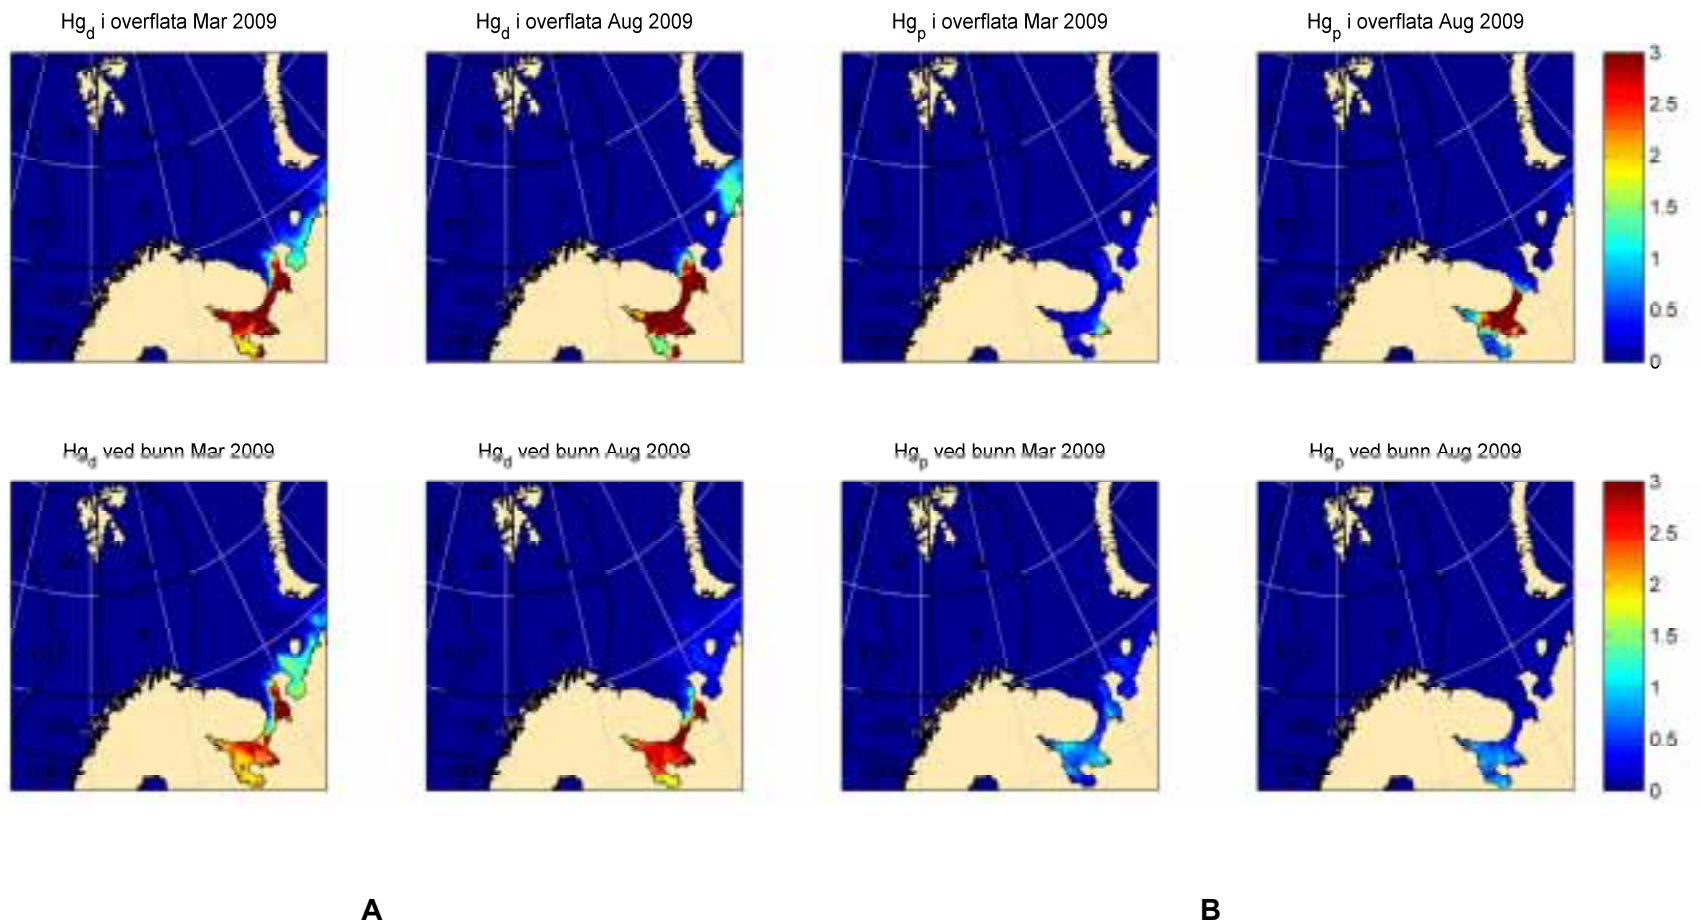 Hgd i overflata Mar 2009
Hgd i overflata Aug 2009
Hgp i overflata Mar 2009
Hgp i overflata Aug 2009
3
2.5
2
1.5
1
0.5
0
Hgd ved bunn Mar 2009
Hgd ved bunn Aug 2009
Hgp ved bunn Mar 2009
Hgp ved bunn Aug 2009
3
2.5
2
1.5
1
0.5
0
A
B